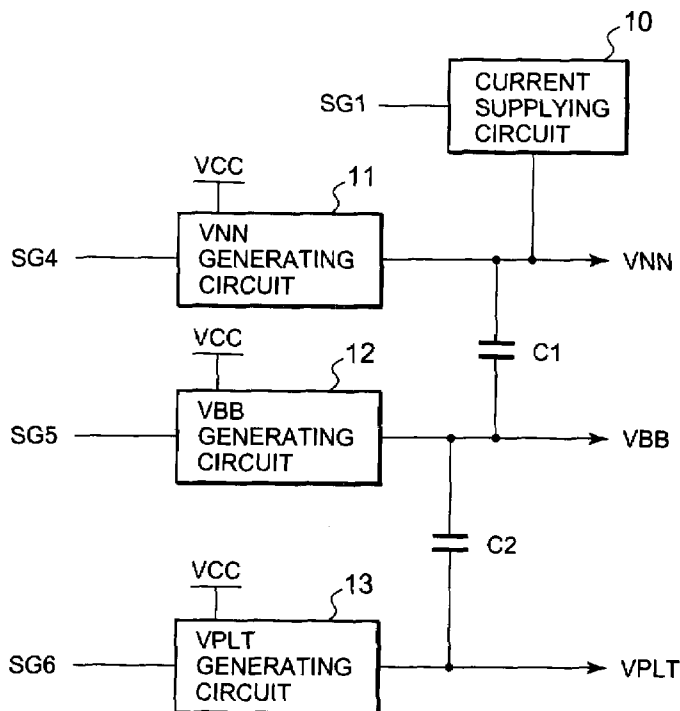 10
CURRENT
SUPPLYING
CIRCUIT
SG1
VCC
11
VNN
GENERATING
CIRCUIT
SG4
VNN
C1
VCC
12
VBB
GENERATING
CIRCUIT
SG5
VBB
C2
VCC
13
VPLT
GENERATING
CIRCUIT
SG6
VPLT